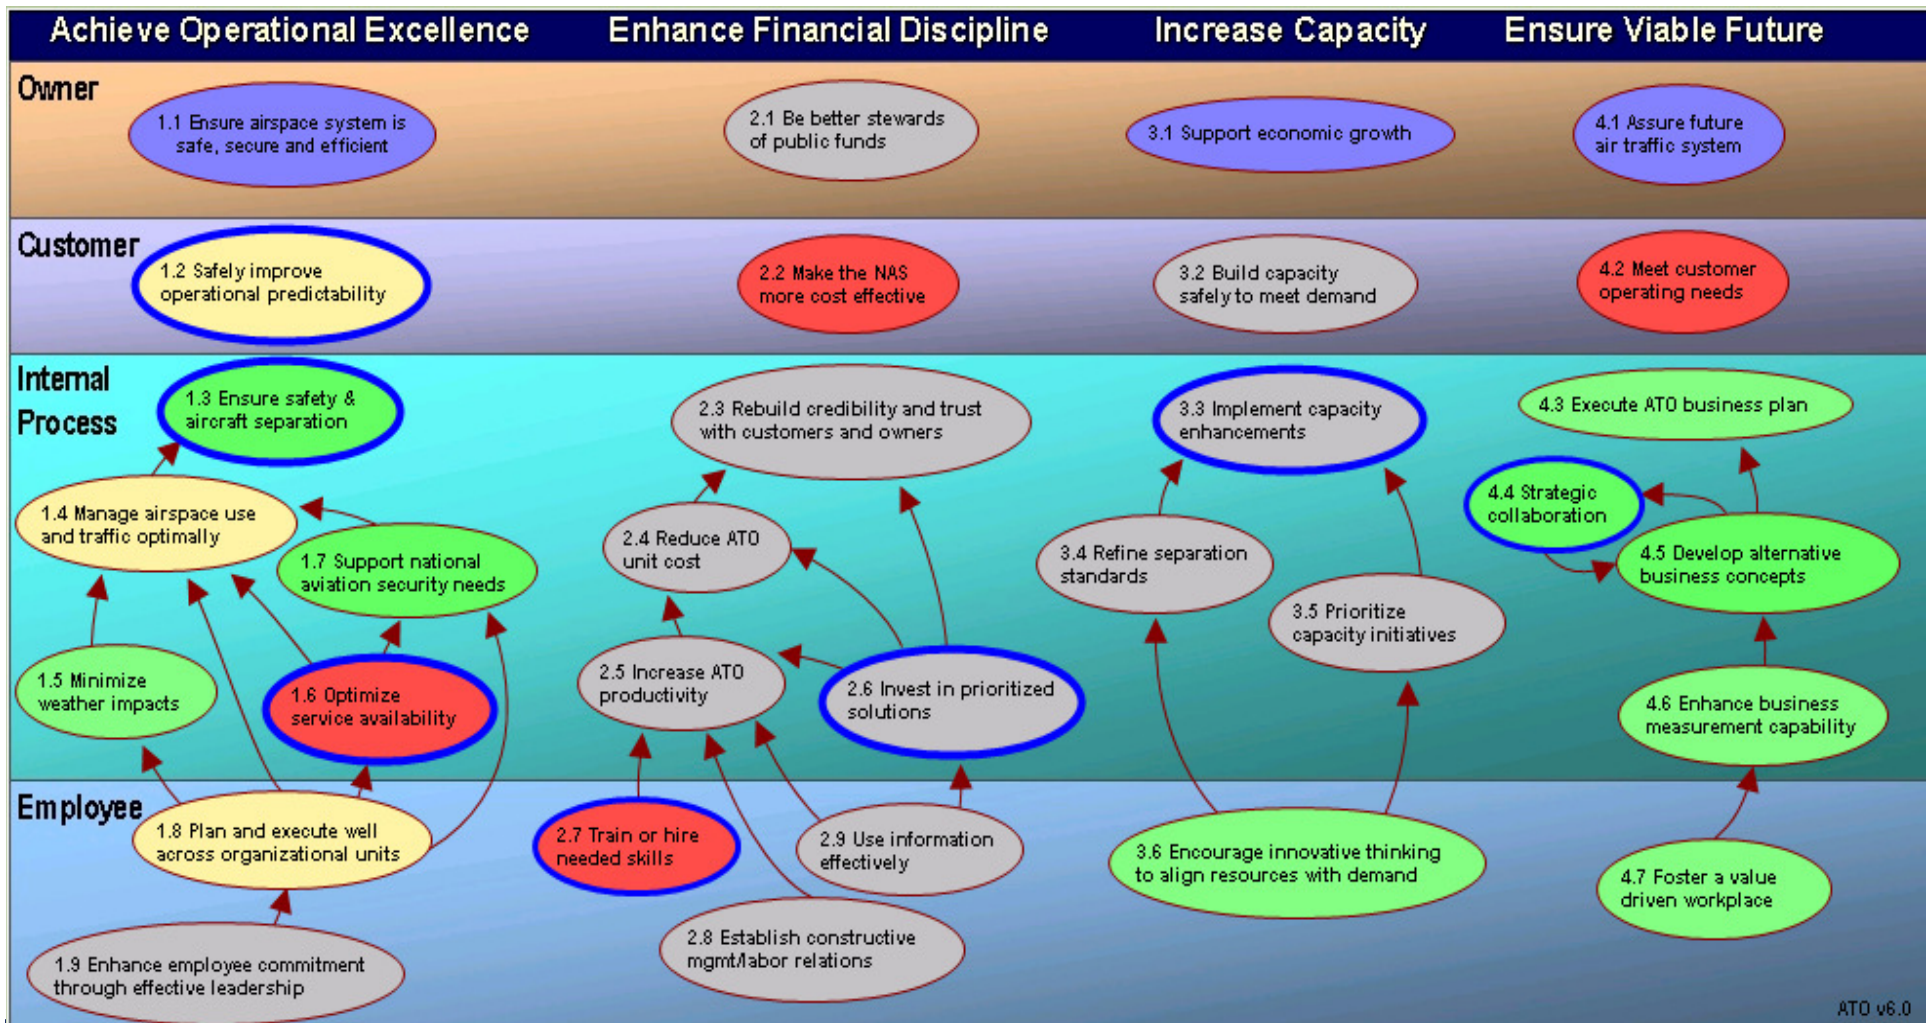 Achieve Operational Excellence
Enhance Financial Discipline
Increase Capacity
Ensure Viable Future
Owner
1.1 Ensure airspace system is
safe, secure and efficient
2.1 Be better stewards
of public funds
3.1 Support economic growth
4.1 Assure future
air traffic system
Customer
1.2 Safely improve
operational predictability
2.2 Make the NAS
more cost effective
3.2 Build capacity
safely to meet demand
4.2 Meet customer
operating needs
Internal
Process
1.3 Ensure safety &
aircraft separation
1.4 Manage airspace use
and traffic optimally
1.7 Support national
aviation security needs
1.5 Minimize
weather impacts
1.6 Optimize
service availability
2.3 Rebuild credibility and trust
with customers and owners
2.4 Reduce ATO
unit cost
2.5 Increase ATO
productivity
2.6 Invest in prioritized
solutions
3.3 Implement capacity
enhancements
3.4 Refine separation
standards
3.5 Prioritize
capacity initiatives
4.3 Execute ATO business plan
4.4 Strategic
collaboration
4.5 Develop alternative
business concepts
4.6 Enhance business
measurement capability
Employee
1.8 Plan and execute well
across organizational units
1.9 Enhance employee commitment
through effective leadership
2.7 Train or hire
needed skills
2.9 Use information
effectively
2.8 Establish constructive
mgmt/labor relations
3.6 Encourage innovative thinking
to align resources with demand
4.7 Foster a value
driven workplace
ATO v6.0